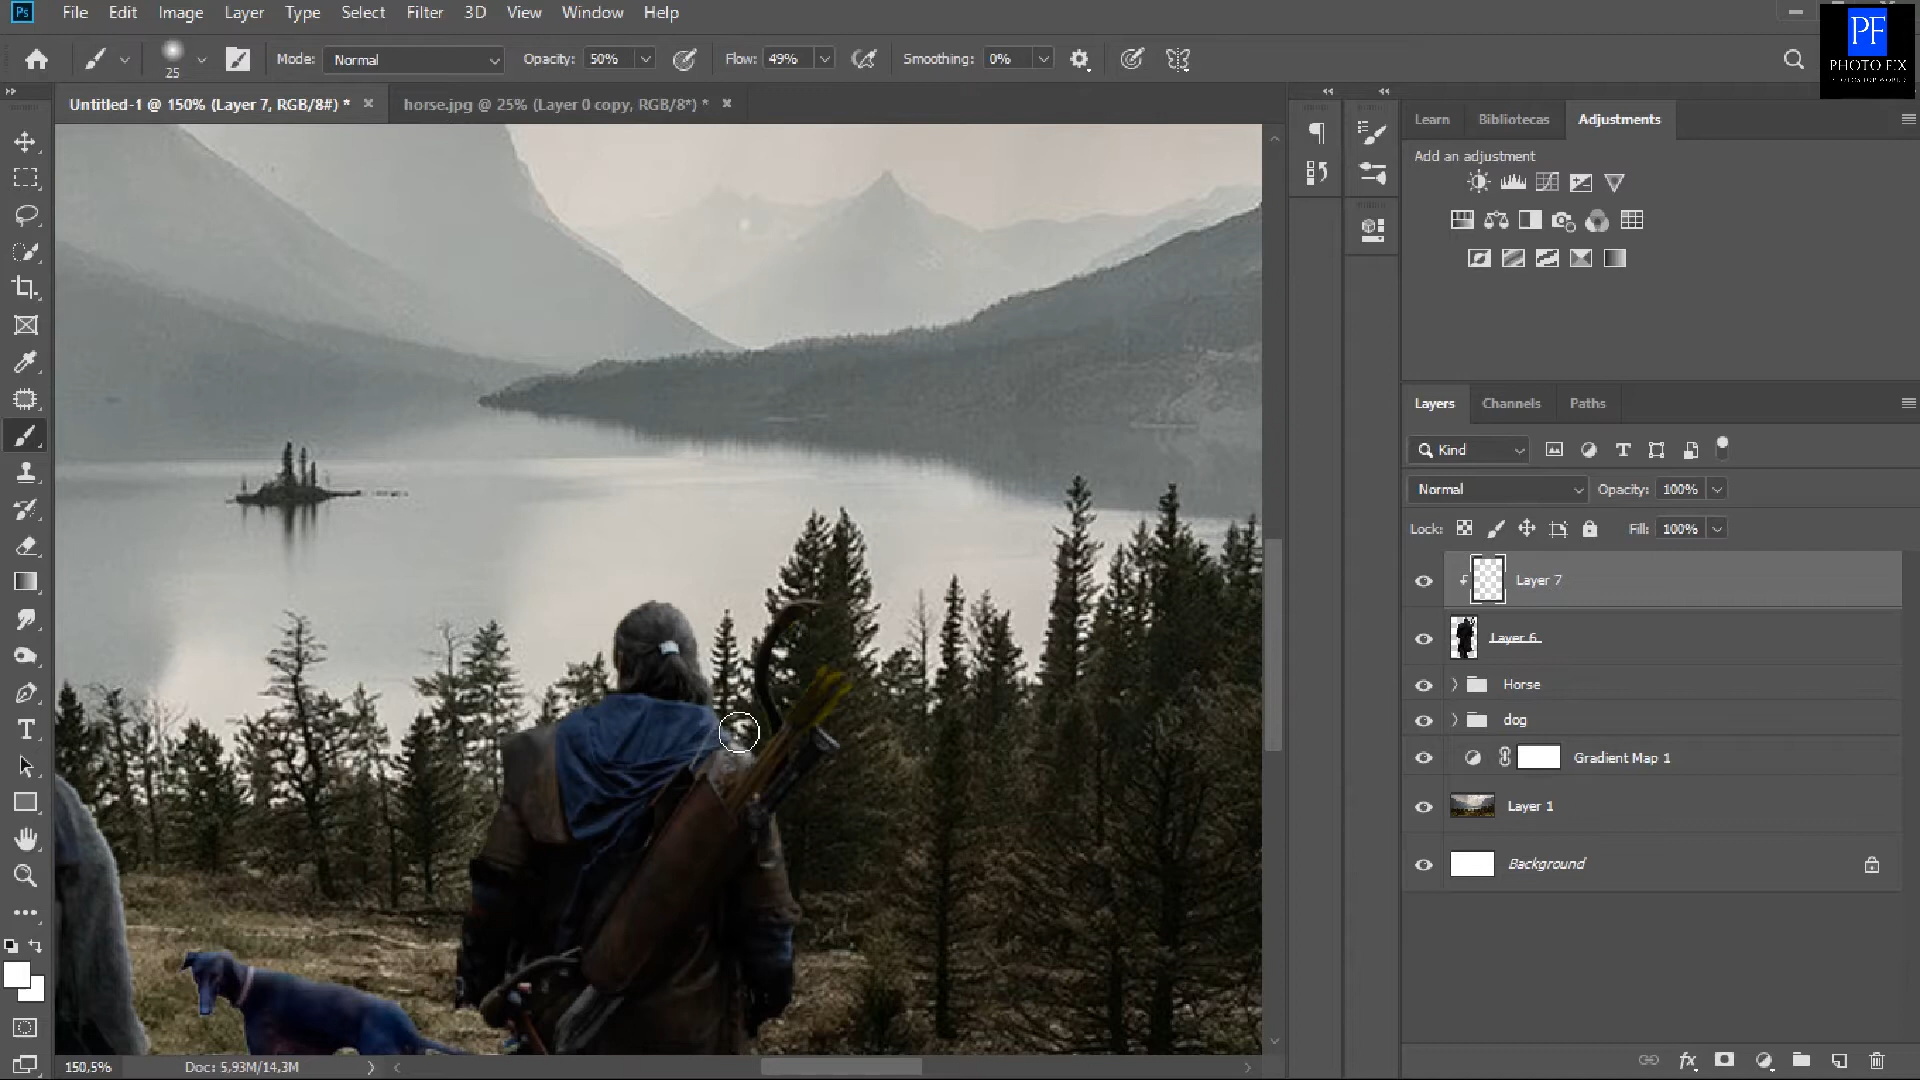 Ps File Edit Image Layer Type Select Filter 3D View Window Help
PF
PHOTO FIX
25 Mode: Normal Opacity: 50% Flow: 49% Smoothing: 0%
Untitled-1 @ 150% (Layer 7, RGB/8#) * horse.jpg @ 25% (Layer 0 copy, RGB/8*) *
Learn Bibliotecas Adjustments
Add an adjustment
Layers Channels Paths
Kind
Normal Opacity: 100%
Lock: Fill: 100%
Layer 7
Layer 6
Horse
dog
Gradient Map 1
Layer 1
Background
150,5% Doc: 5,93M/14,3M